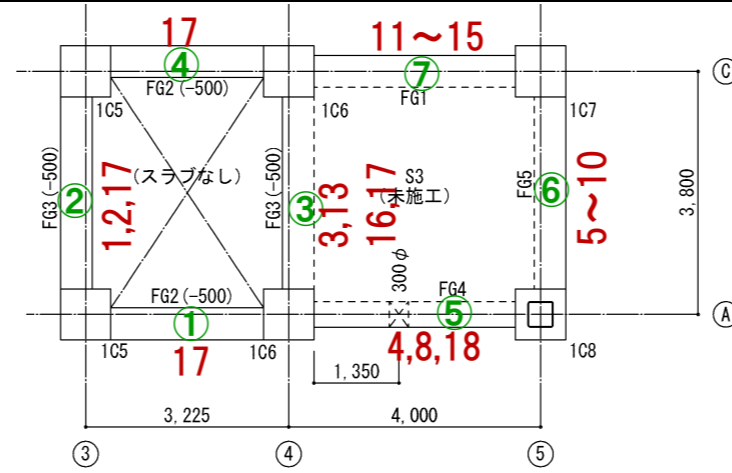 17
11～15
④
⑦
Ⓒ
FG2(-500)
FG1
1C5
1C6
1C7
FG3(-500)
②
1,2,17
(スラブなし)
FG3(-500)
③
3,13
16,17
S3
(未施工)
FG5
⑥
5～10
3,800
300φ
FG2(-500)
FG4
①
⑤
Ⓐ
1C5
17
1C6
4,8,18
1C8
1,350
3,225
4,000
③
④
⑤